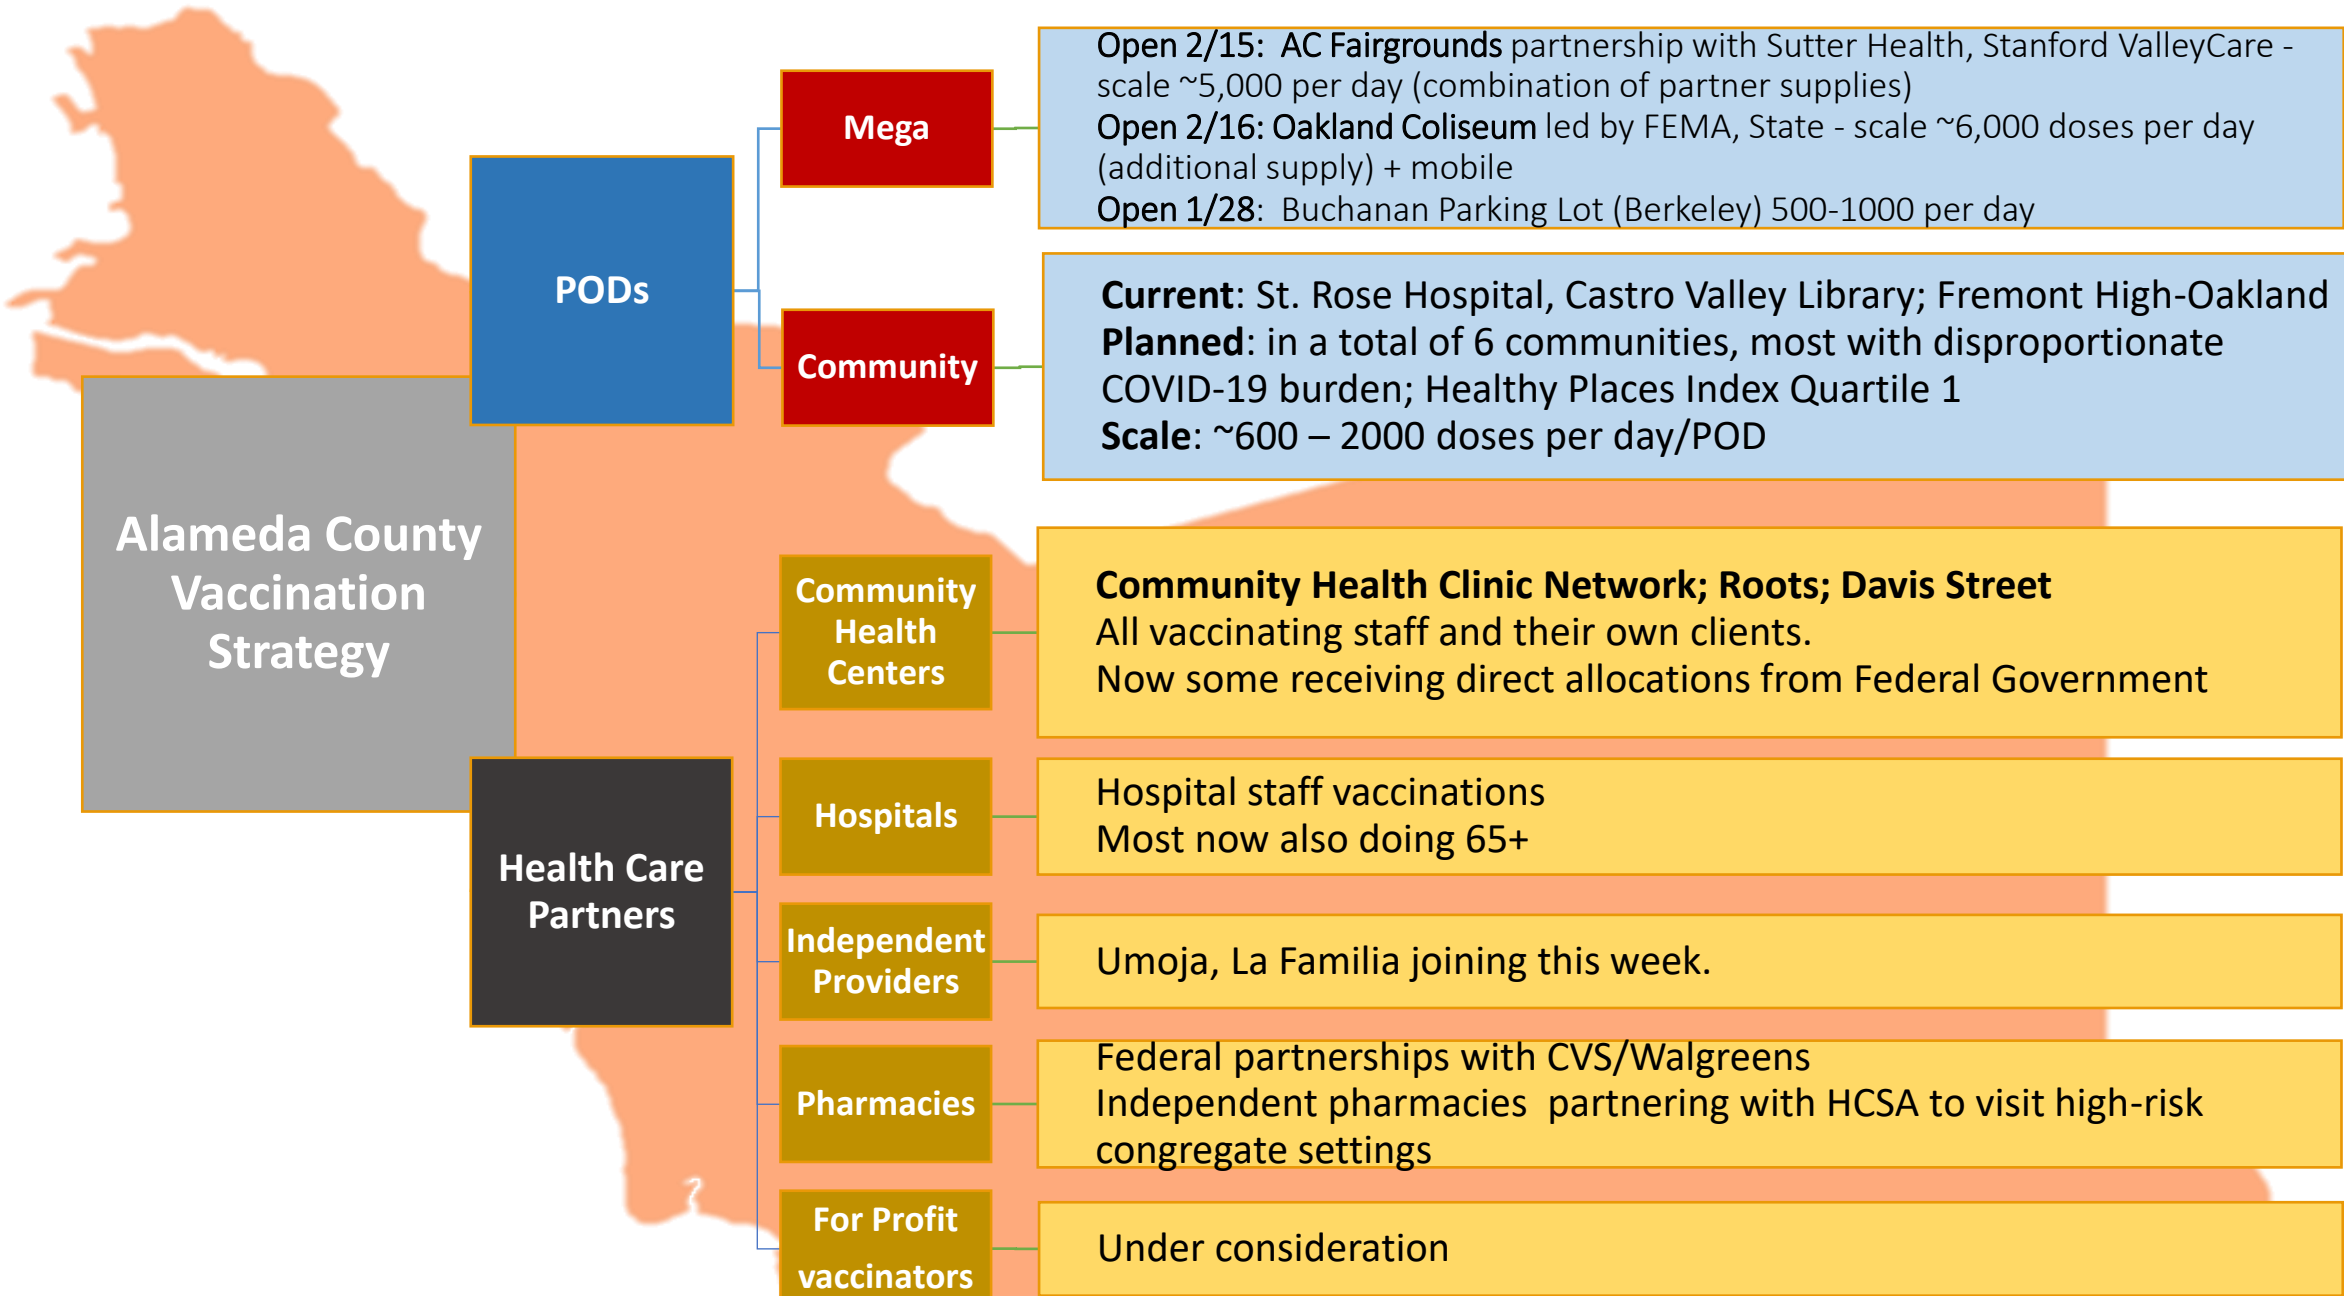 Alameda County
Vaccination
Strategy
PODs
Mega
Open 2/15:  AC Fairgrounds partnership with Sutter Health, Stanford ValleyCare -
scale ~5,000 per day (combination of partner supplies)
Open 2/16: Oakland Coliseum led by FEMA, State - scale ~6,000 doses per day
(additional supply) + mobile
Open 1/28:  Buchanan Parking Lot (Berkeley) 500-1000 per day
Community
Current: St. Rose Hospital, Castro Valley Library; Fremont High-Oakland
Planned: in a total of 6 communities, most with disproportionate
COVID-19 burden; Healthy Places Index Quartile 1
Scale: ~600 – 2000 doses per day/POD
Health Care
Partners
Community
Health
Centers
Community Health Clinic Network; Roots; Davis Street
All vaccinating staff and their own clients.
Now some receiving direct allocations from Federal Government
Hospitals
Hospital staff vaccinations
Most now also doing 65+
Independent
Providers
Umoja, La Familia joining this week.
Pharmacies
Federal partnerships with CVS/Walgreens
Independent pharmacies  partnering with HCSA to visit high-risk
congregate settings
For Profit
vaccinators
Under consideration